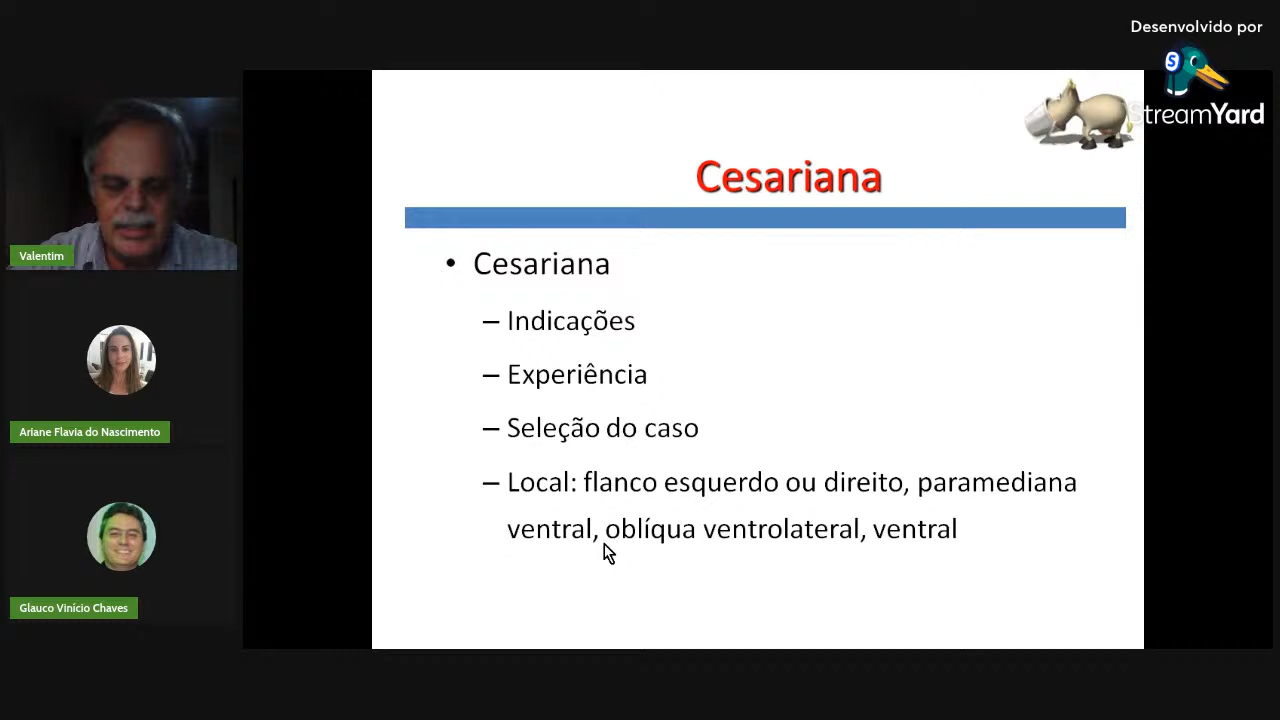 Desenvolvido por
StreamYard
Cesariana
• Cesariana
– Indicações
– Experiência
– Seleção do caso
– Local: flanco esquerdo ou direito, paramediana
ventral, oblíqua ventrolateral, ventral
Valentim
Ariane Flavia do Nascimento
Glauco Vinício Chaves